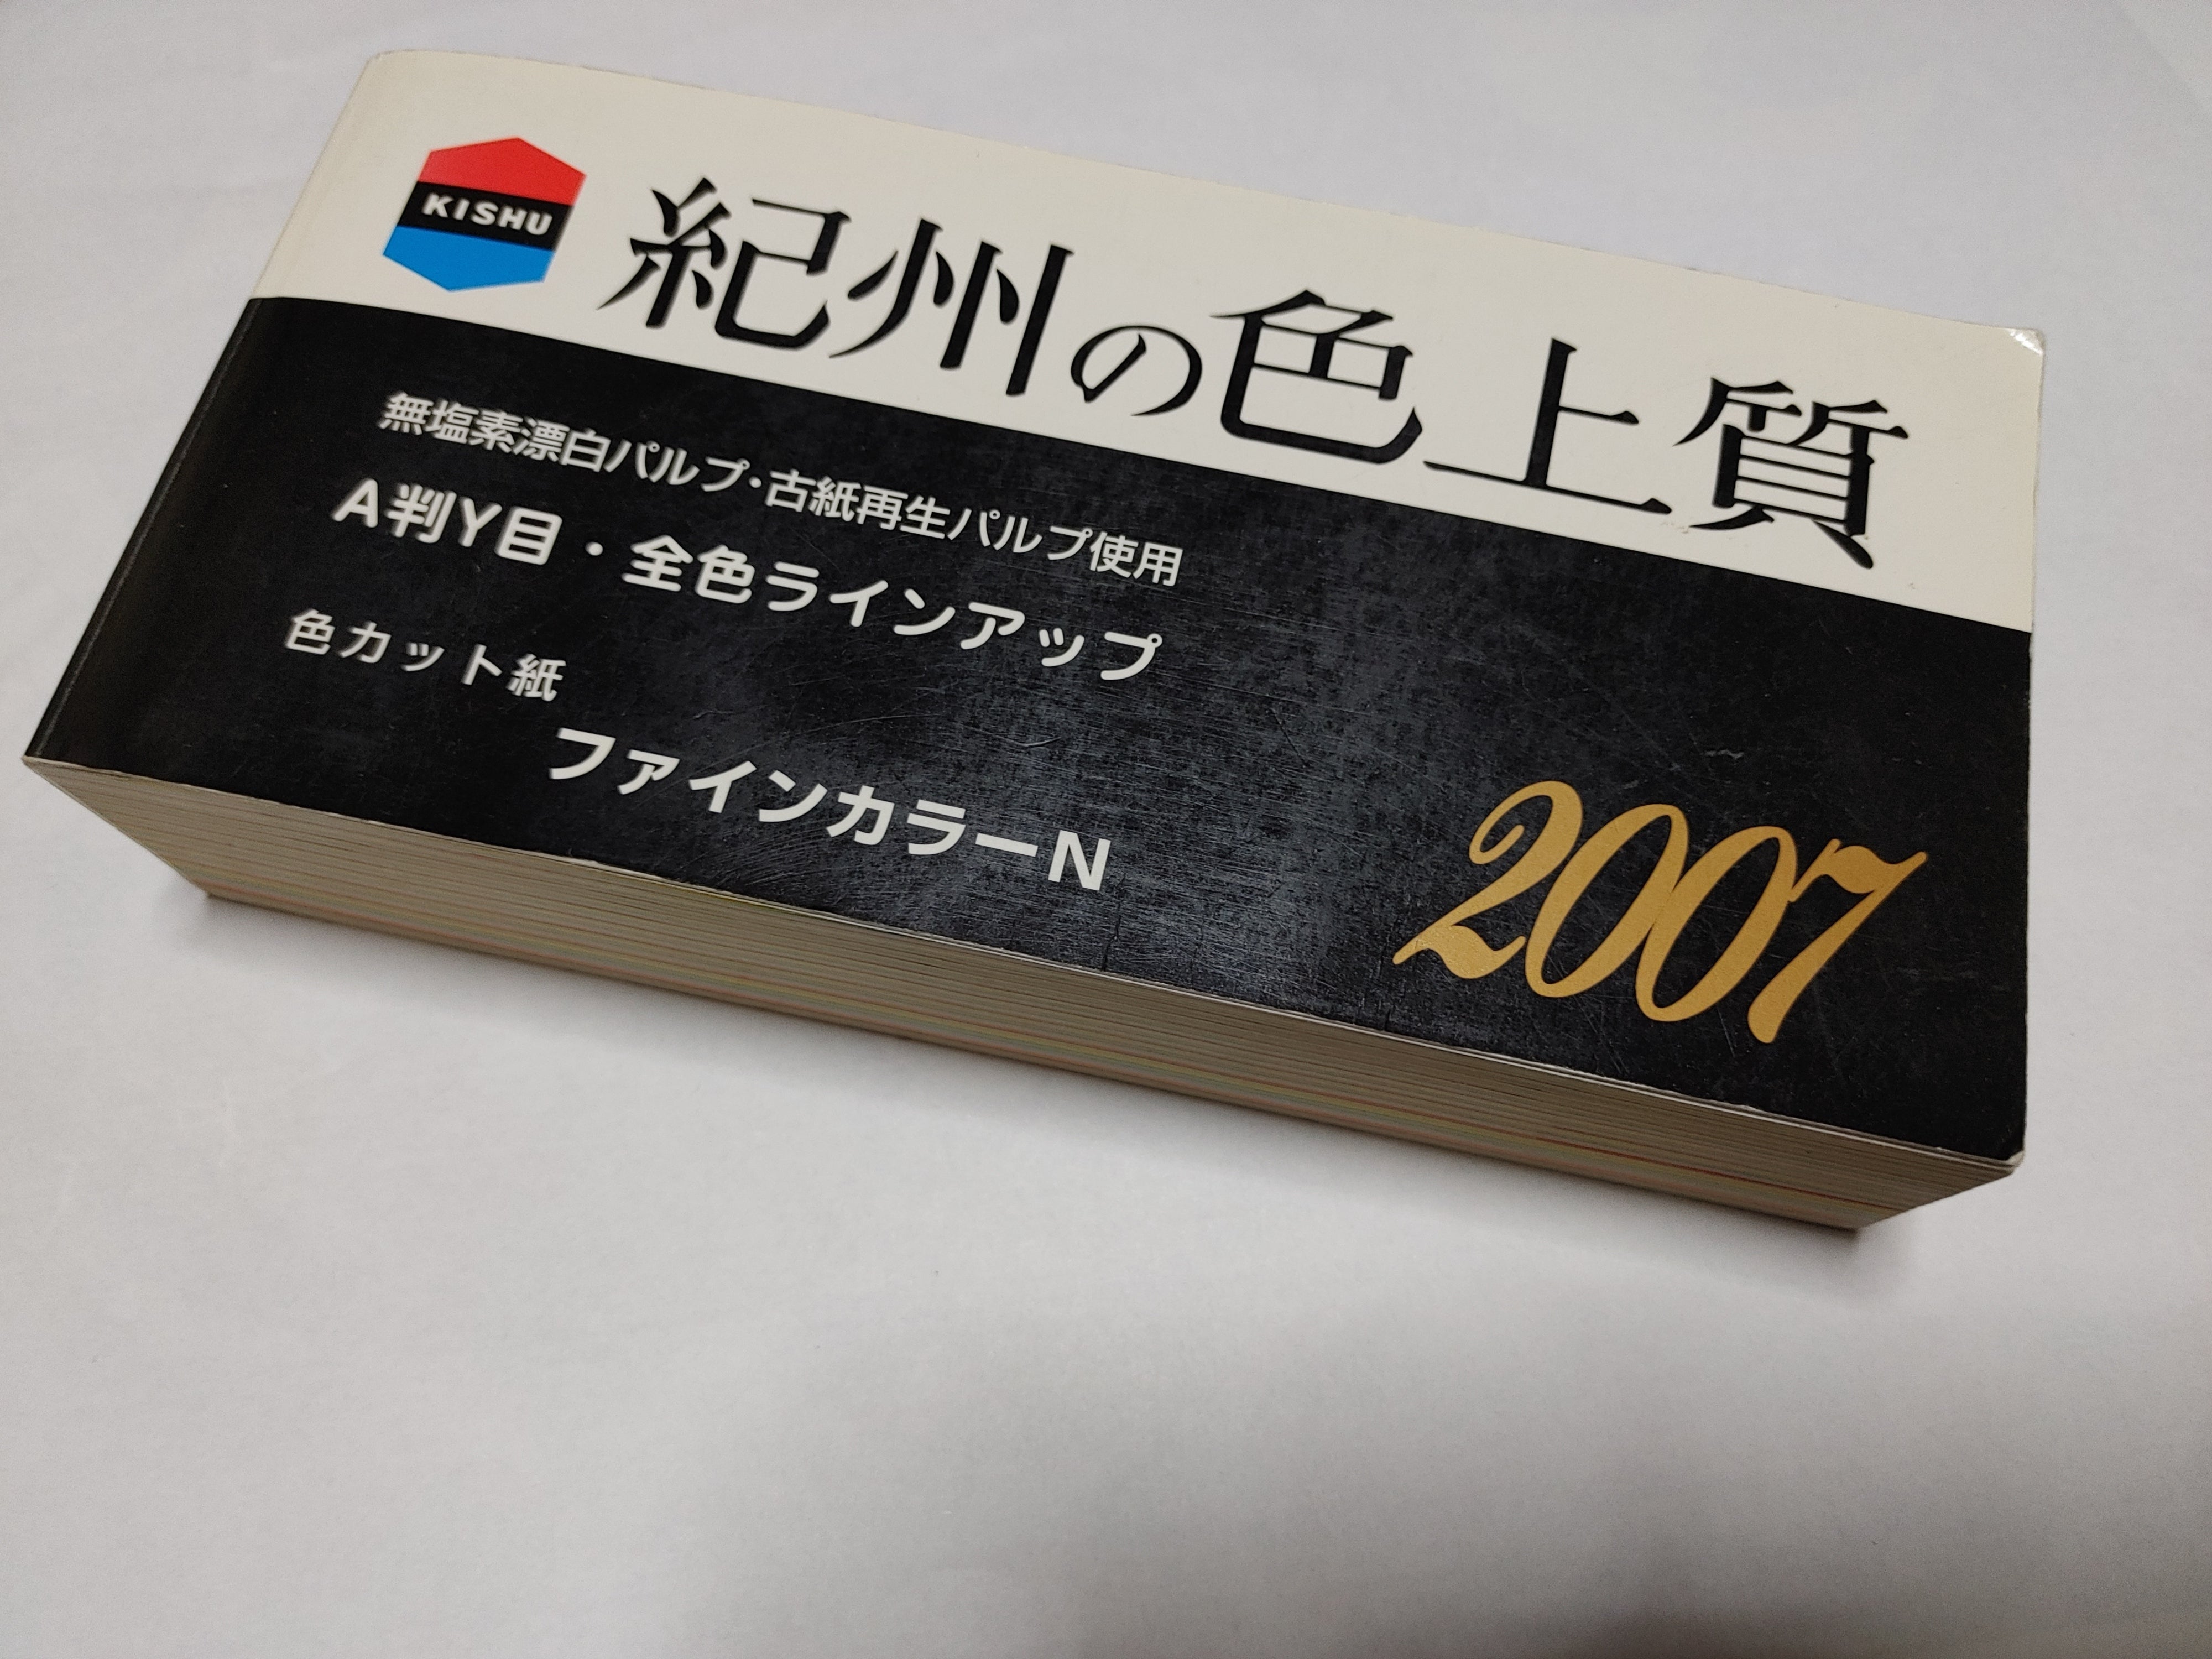 KISHU
紀州の色上質
無塩素漂白パルプ・古紙再生パルプ使用
A判Y目・全色ラインアップ
色カット紙
ファインカラーN
2007